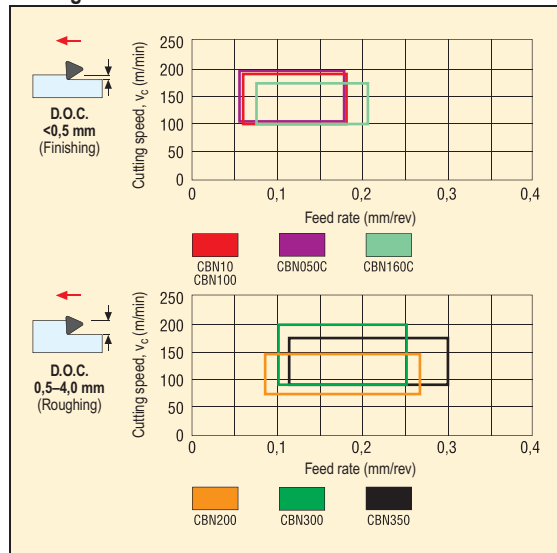 D.O.C.
<0,5 mm
(Finishing)
Cutting speed, vc (m/min)
250
200
150
100
50
0
0 0,1 0,2 0,3 0,4
Feed rate (mm/rev)
CBN10
CBN100
CBN050C
CBN160C
D.O.C.
0,5–4,0 mm
(Roughing)
Cutting speed, vc (m/min)
250
200
150
100
50
0
0 0,1 0,2 0,3 0,4
Feed rate (mm/rev)
CBN200
CBN300
CBN350